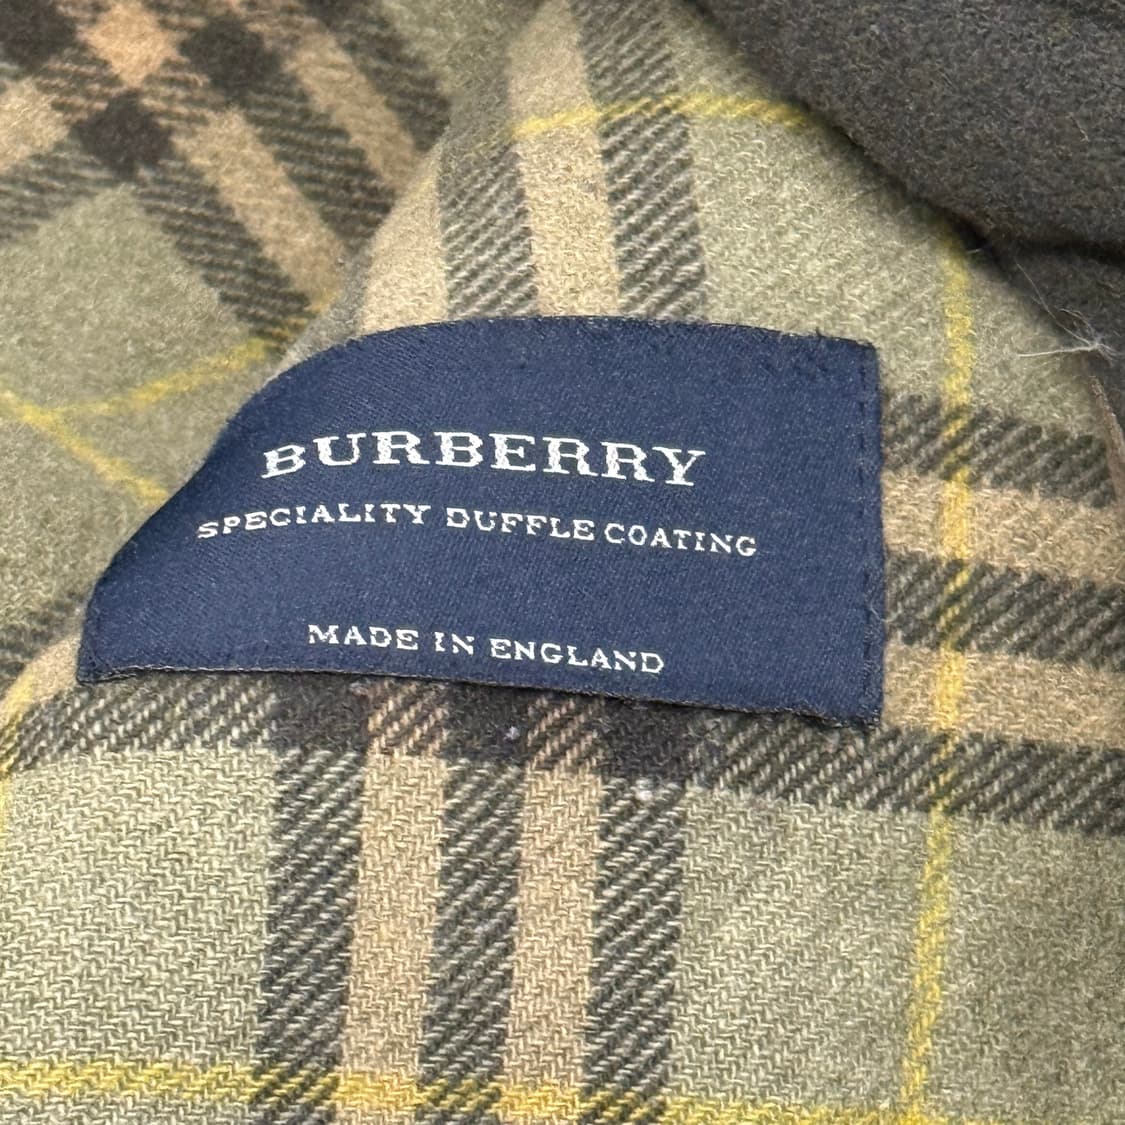 BURBERRY
SPECIALITY DUFFLE COATING
MADE IN ENGLAND